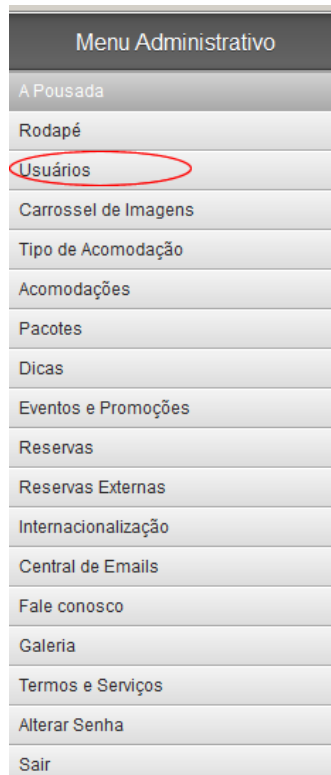 Menu Administrativo
A Pousada
Rodapé
Usuários
Carrossel de Imagens
Tipo de Acomodação
Acomodações
Pacotes
Dicas
Eventos e Promoções
Reservas
Reservas Externas
Internacionalização
Central de Emails
Fale conosco
Galeria
Termos e Serviços
Alterar Senha
Sair